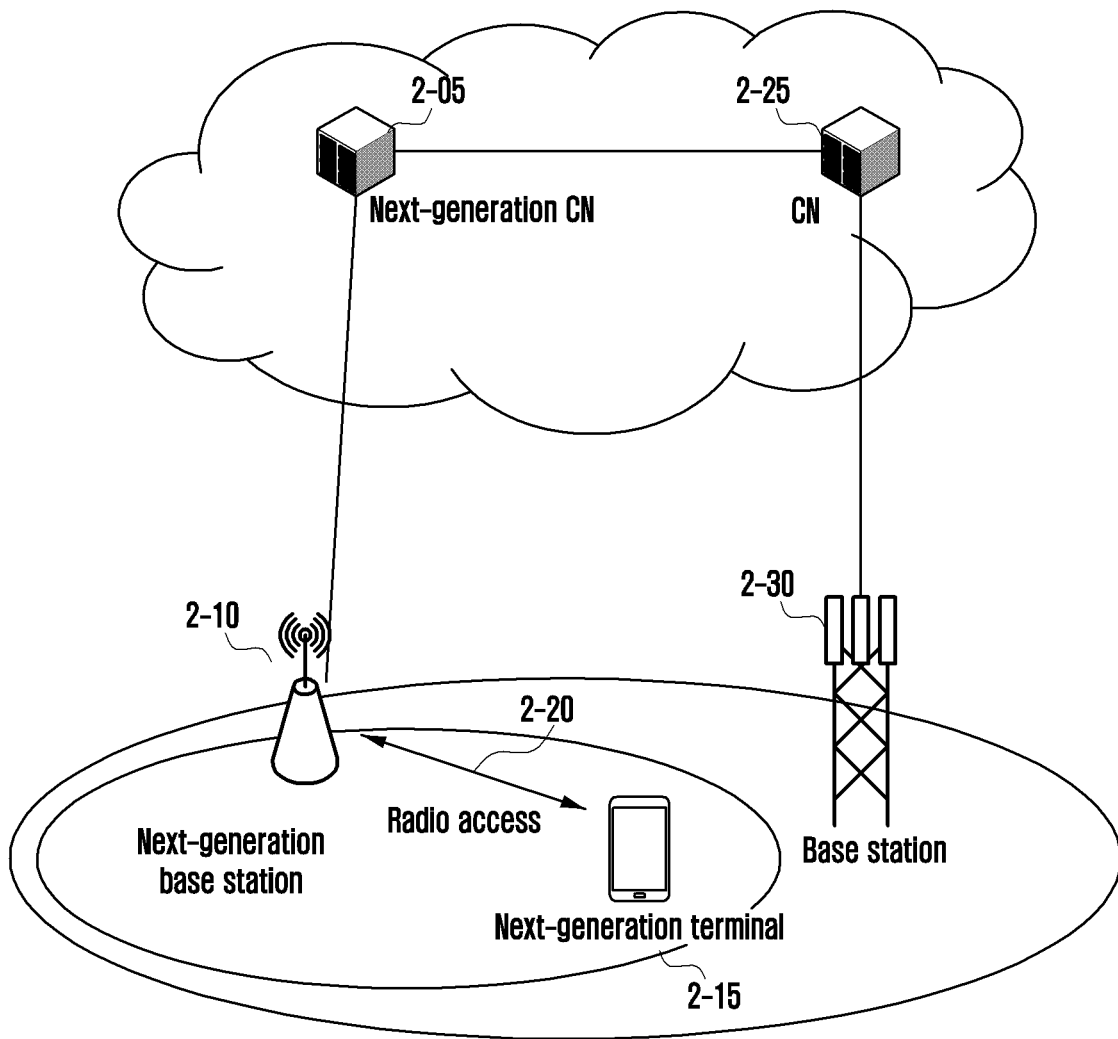 2-05
2-25
Next-generation CN
CN
2-30
2-10
2-20
Radio access
Next-generation
base station
Base station
Next-generation terminal
2-15